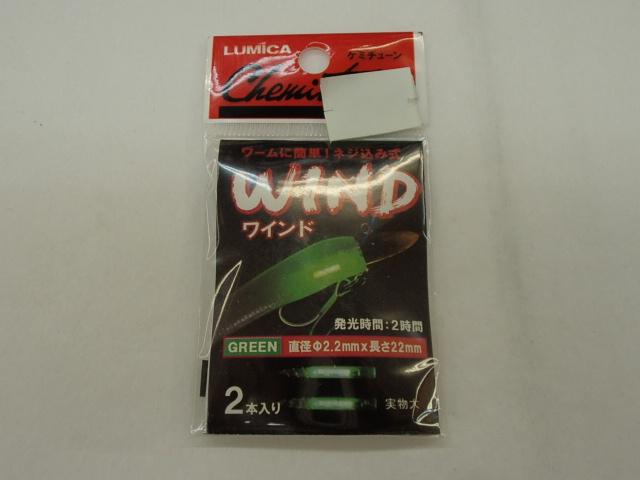 LUMICA
ケミチューン
ワームに簡単!ネジ込み式
WIND
ワインド
発光時間:2時間
GREEN 直径Φ2.2mm×長さ22mm
2本入り
実物大